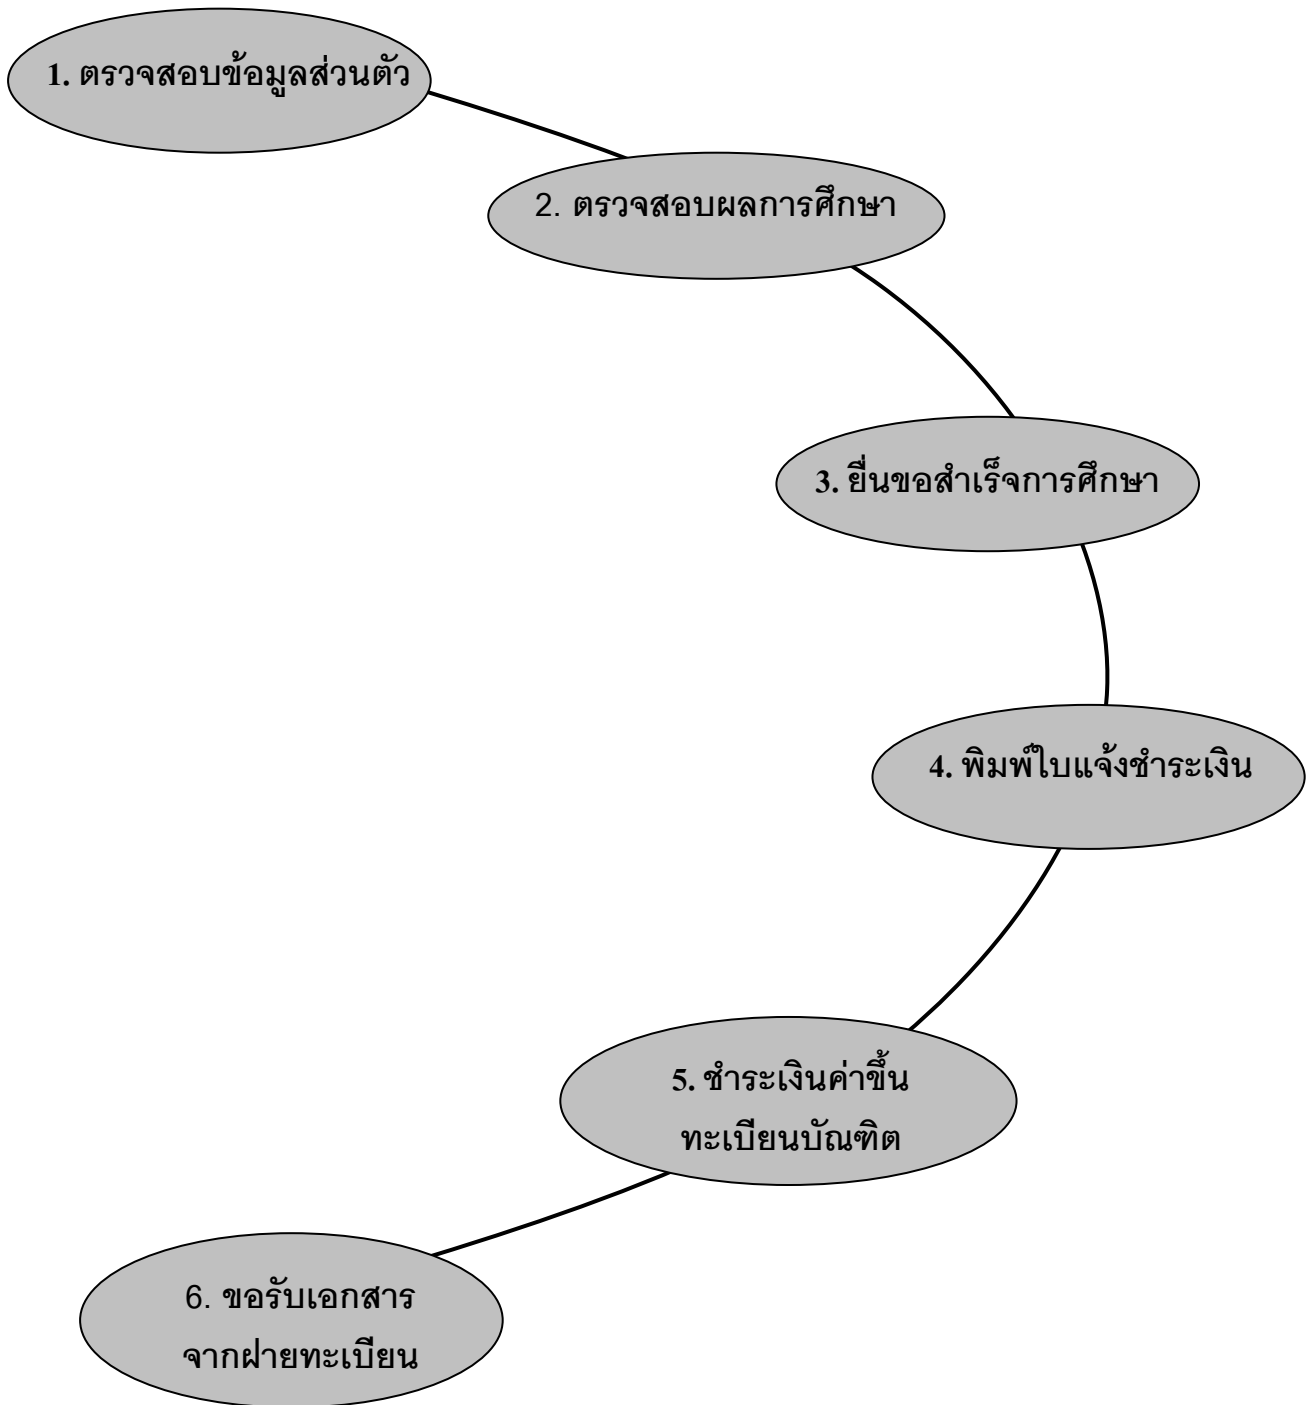 1. ตรวจสอบข้อมูลส่วนตัว
2. ตรวจสอบผลการศึกษา
3. ยื่นขอสำเร็จการศึกษา
4. พิมพ์ใบแจ้งชำระเงิน
5. ชำระเงินค่าขึ้น
ทะเบียนบัณฑิต
6. ขอรับเอกสาร
จากฝ่ายทะเบียน